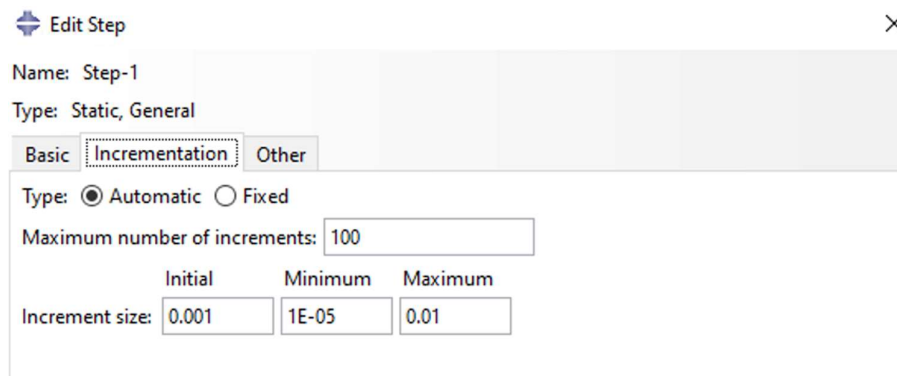 Edit Step
Name: Step-1
Type: Static, General
Basic Incrementation Other
Type: Automatic Fixed
Maximum number of increments: 100
Initial Minimum Maximum
Increment size: 0.001 1E-05 0.01